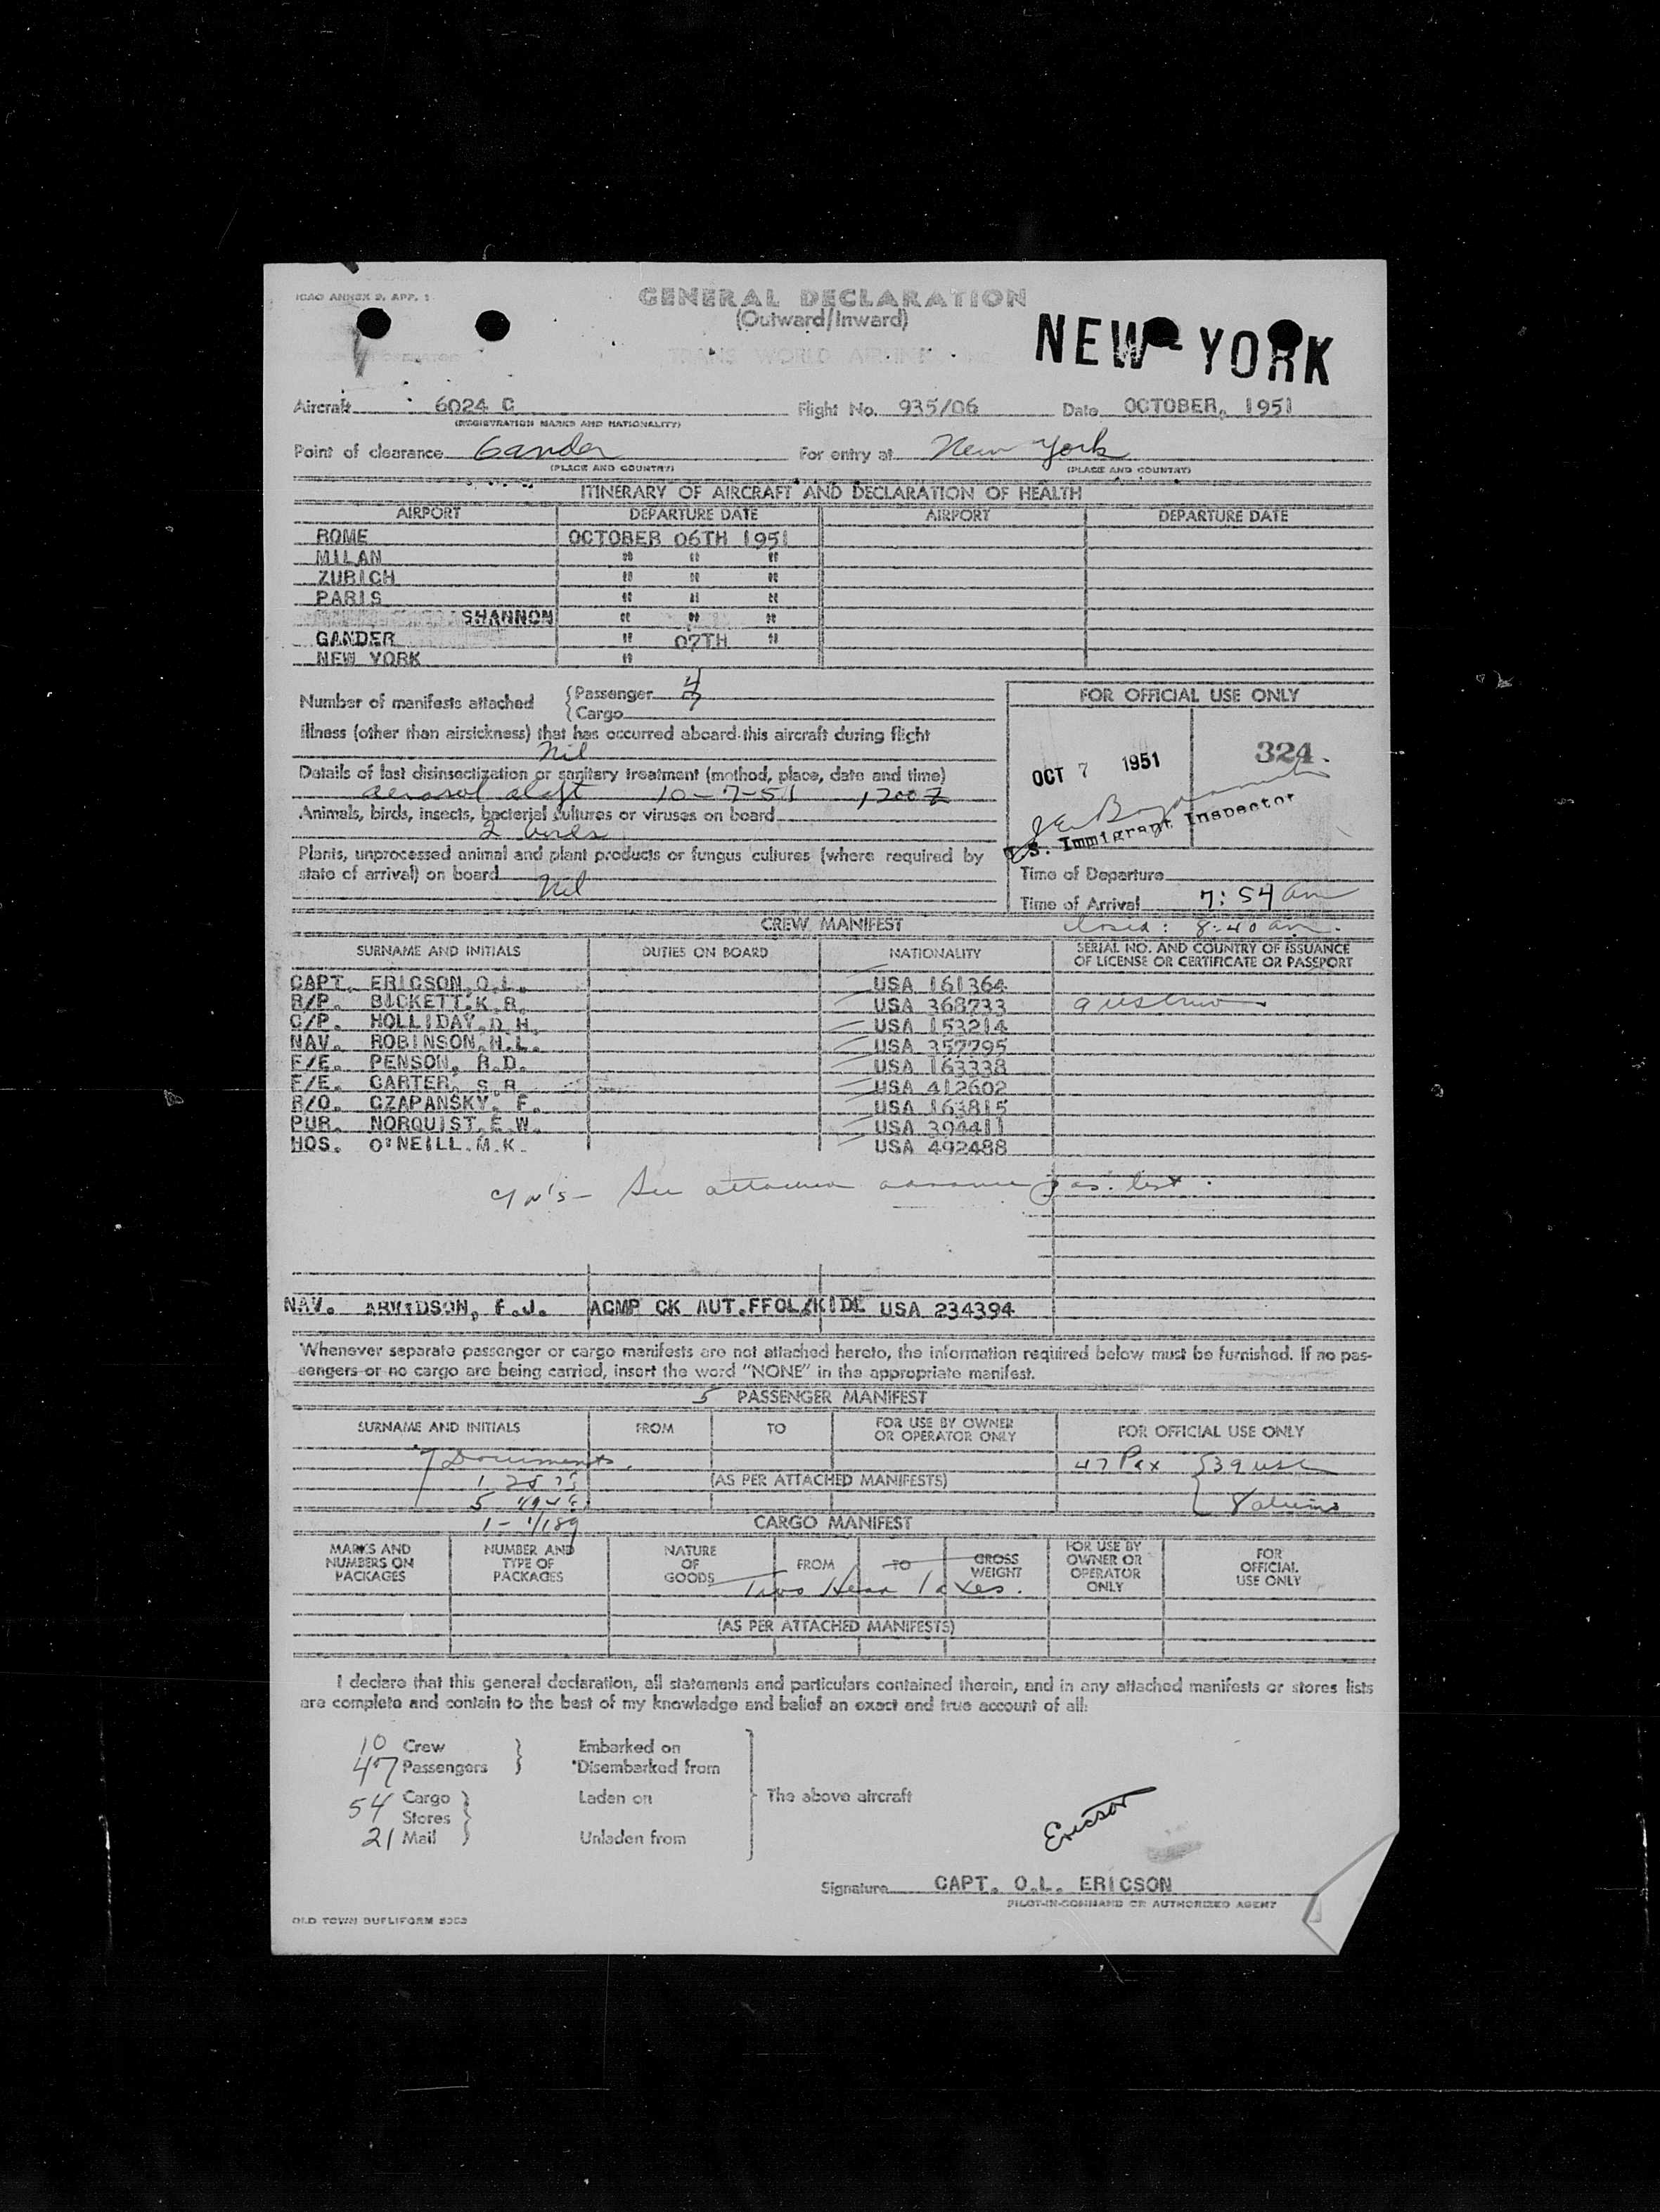 ICAO ANNEX 9, APP. 1
GENERAL DECLARATION
(Outward/Inward)
TRANS WORLD AIRLINES
NEW YORK
Aircraft 6024 C Flight No. 935/06 Date OCTOBER, 1951
(REGISTRATION MARKS AND NATIONALITY)
Point of clearance Gander For entry at New York
(PLACE AND COUNTRY) (PLACE AND COUNTRY)
ITINERARY OF AIRCRAFT AND DECLARATION OF HEALTH
AIRPORT DEPARTURE DATE AIRPORT DEPARTURE DATE
ROME OCTOBER 06TH 1951
MILAN " " "
ZURICH " " "
PARIS " " "
SHANNON " " "
GANDER " 07TH "
NEW YORK "
Number of manifests attached { Passenger 4
{ Cargo
FOR OFFICIAL USE ONLY
Illness (other than airsickness) that has occurred aboard this aircraft during flight
Nil
324
OCT 7 1951
Details of last disinsectization or sanitary treatment (method, place, date and time)
aerosol aloft 10-7-51 1200Z
Animals, birds, insects, bacterial cultures or viruses on board
2 birds
U.S. Immigrant Inspector
Plants, unprocessed animal and plant products or fungus cultures (where required by
state of arrival) on board Nil
Time of Departure
Time of Arrival 7:54 am
closed: 8:40 am.
CREW MANIFEST
SURNAME AND INITIALS DUTIES ON BOARD NATIONALITY SERIAL NO. AND COUNTRY OF ISSUANCE
OF LICENSE OR CERTIFICATE OR PASSPORT
CAPT. ERICSON,O.L. USA 161364
R/P. BICKETT,K.R. USA 368733
C/P. HOLLIDAY,D.H. USA 153214
NAV. ROBINSON,H.L. USA 357795
F/E. PENSON, R.D. USA 163338
F/E. CARTER, S.R. USA 412602
R/O. CZAPANSKY, F. USA 163815
PUR. NORQUIST,E.W. USA 394411
HOS. O'NEILL.M.K. USA 492488
See attached advance pas. list.
NAV. ARVIDSON, F.J. ACMP CK AUT.FFOL/KIDL USA 234394
Whenever separate passenger or cargo manifests are not attached hereto, the information required below must be furnished. If no pas-
sengers or no cargo are being carried, insert the word "NONE" in the appropriate manifest.
5 PASSENGER MANIFEST
SURNAME AND INITIALS FROM TO FOR USE BY OWNER
OR OPERATOR ONLY FOR OFFICIAL USE ONLY
7 Documents. 47 Pax { 39 usc
(AS PER ATTACHED MANIFESTS)
8 aliens
CARGO MANIFEST
MARKS AND
NUMBERS ON
PACKAGES NUMBER AND
TYPE OF
PACKAGES NATURE
OF
GOODS FROM TO GROSS
WEIGHT FOR USE BY
OWNER OR
OPERATOR
ONLY FOR
OFFICIAL
USE ONLY
Two Head Taxes.
(AS PER ATTACHED MANIFESTS)
I declare that this general declaration, all statements and particulars contained therein, and in any attached manifests or stores lists
are complete and contain to the best of my knowledge and belief an exact and true account of all:
10 Crew } Embarked on
47 Passengers *Disembarked from
54 Cargo } Laden on The above aircraft
Stores
21 Mail Unladen from
Ericson
Signature CAPT. O.L. ERICSON
PILOT-IN-COMMAND OR AUTHORIZED AGENT
OLD TOWN DUPLIFORM